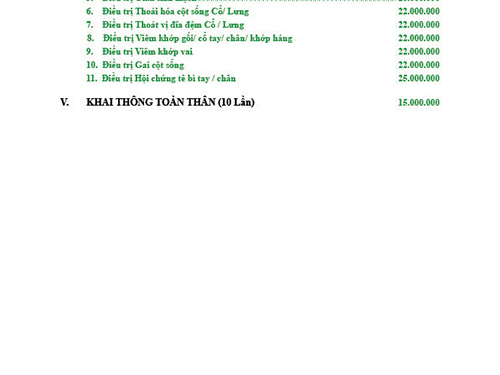 6. Điều trị Thoái hóa cột sống Cổ/ Lưng 22.000.000
7. Điều trị Thoát vị đĩa đệm Cổ / Lưng 22.000.000
8. Điều trị Viêm khớp gối/ cổ tay/ chân/ khớp háng 22.000.000
9. Điều trị Viêm khớp vai 22.000.000
10. Điều trị Gai cột sống 22.000.000
11. Điều trị Hội chứng tê bì tay / chân 25.000.000
V. KHAI THÔNG TOÀN THÂN (10 Lần) 15.000.000